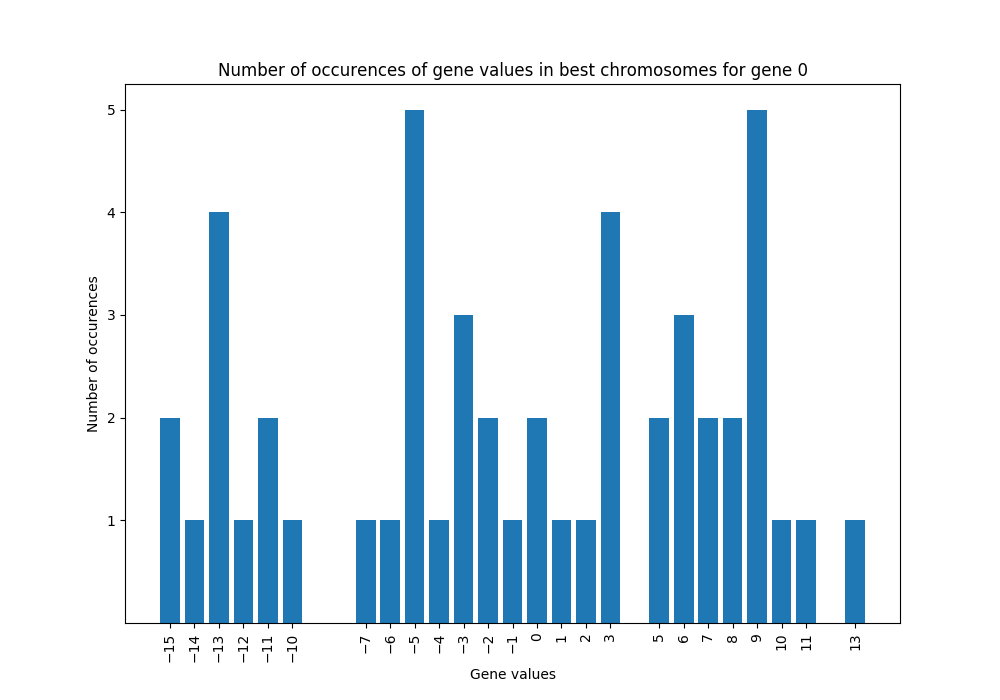 Number of occurences of gene values in best chromosomes for gene 0
5
4
3
2
1
Number of occurences
−15 −14 −13 −12 −11 −10 −7 −6 −5 −4 −3 −2 −1 0 1 2 3 5 6 7 8 9 10 11 13
Gene values